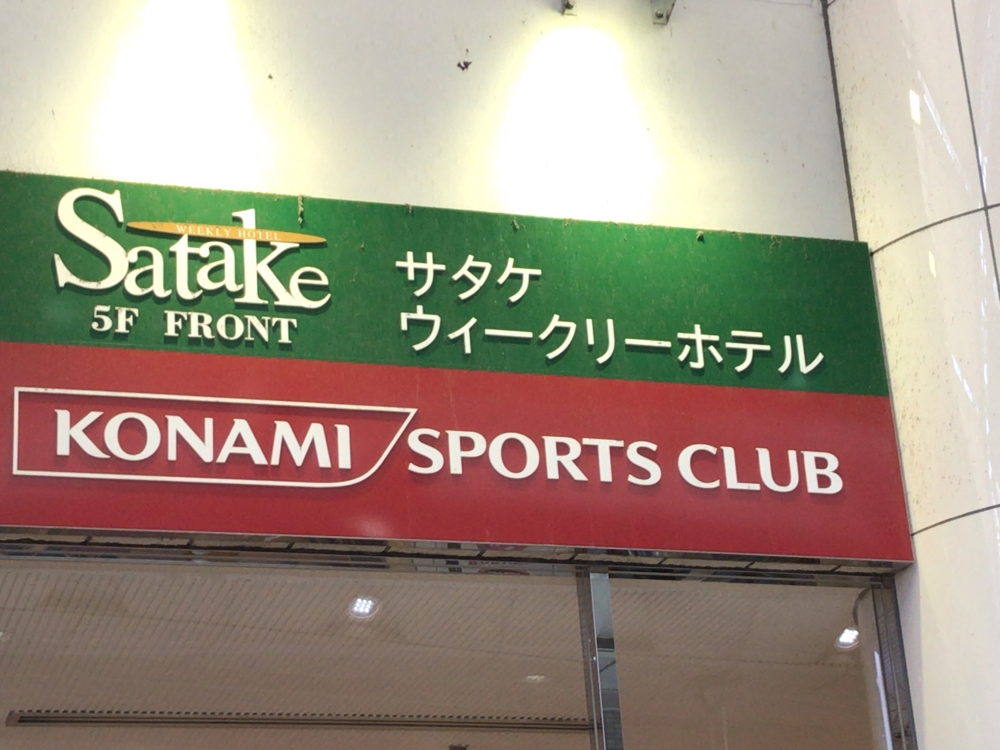 WEEKLY HOTEL
Satake
5F FRONT
サタケ
ウィークリーホテル
KONAMI SPORTS CLUB